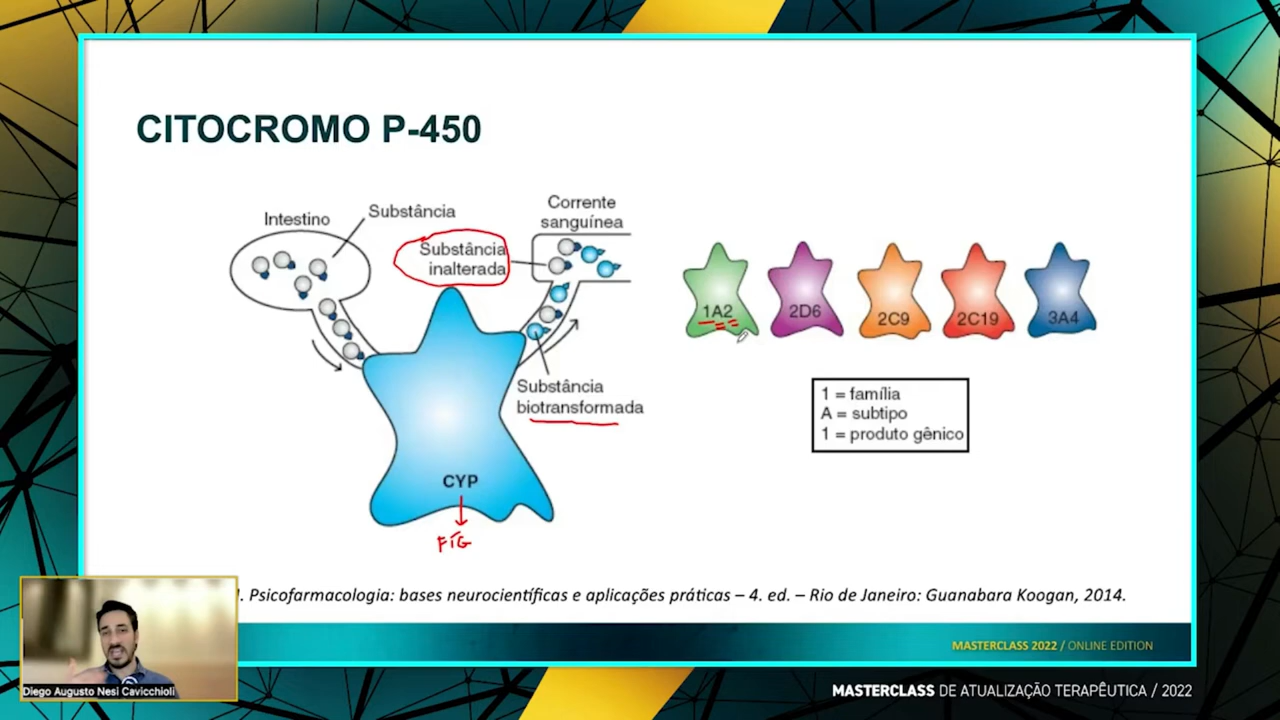 CITOCROMO P-450
Intestino
Substância
Substância
inalterada
Corrente
sanguínea
Substância
biotransformada
CYP
FÍG
1A2
2D6
2C9
2C19
3A4
1 = família
A = subtipo
1 = produto gênico
Psicofarmacologia: bases neurocientíficas e aplicações práticas – 4. ed. – Rio de Janeiro: Guanabara Koogan, 2014.
MASTERCLASS 2022 / ONLINE EDITION
Diego Augusto Nesi Cavicchioli
MASTERCLASS DE ATUALIZAÇÃO TERAPÊUTICA / 2022